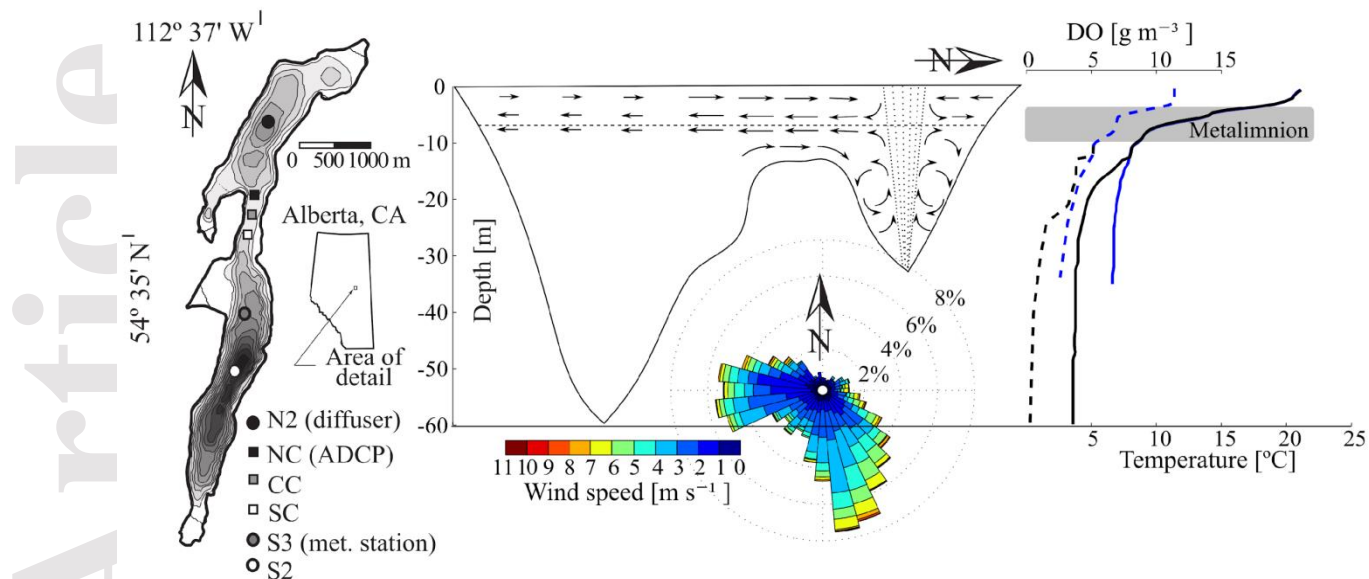 Article
112º 37' W
54º 35' N
N
0 500 1000 m
Alberta, CA
Area of
detail
N2 (diffuser)
NC (ADCP)
CC
SC
S3 (met. station)
S2
N
Depth [m]
0
-10
-20
-30
-40
-50
-60
N
8%
6%
4%
2%
11 10 9 8 7 6 5 4 3 2 1 0
Wind speed [m s⁻¹]
DO [g m⁻³]
0 5 10 15
Metalimnion
5 10 15 20 25
Temperature [ºC]